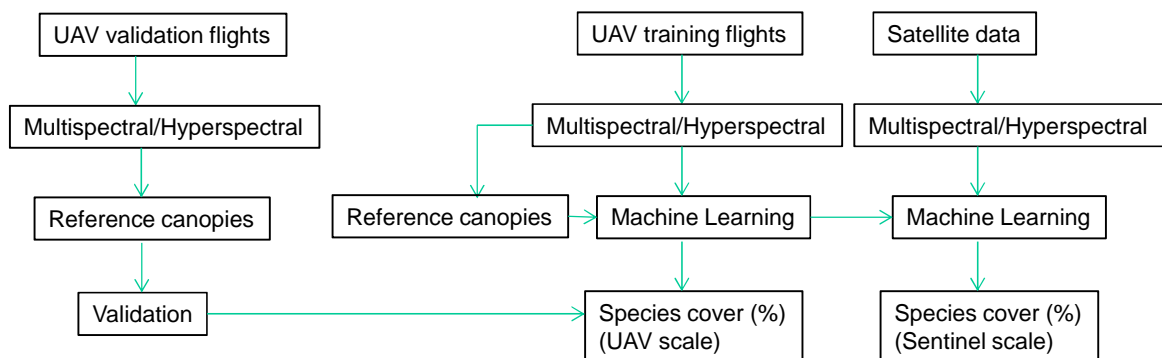 UAV validation flights
UAV training flights
Satellite data
Multispectral/Hyperspectral
Multispectral/Hyperspectral
Multispectral/Hyperspectral
Reference canopies
Reference canopies
Machine Learning
Machine Learning
Validation
Species cover (%)
(UAV scale)
Species cover (%)
(Sentinel scale)